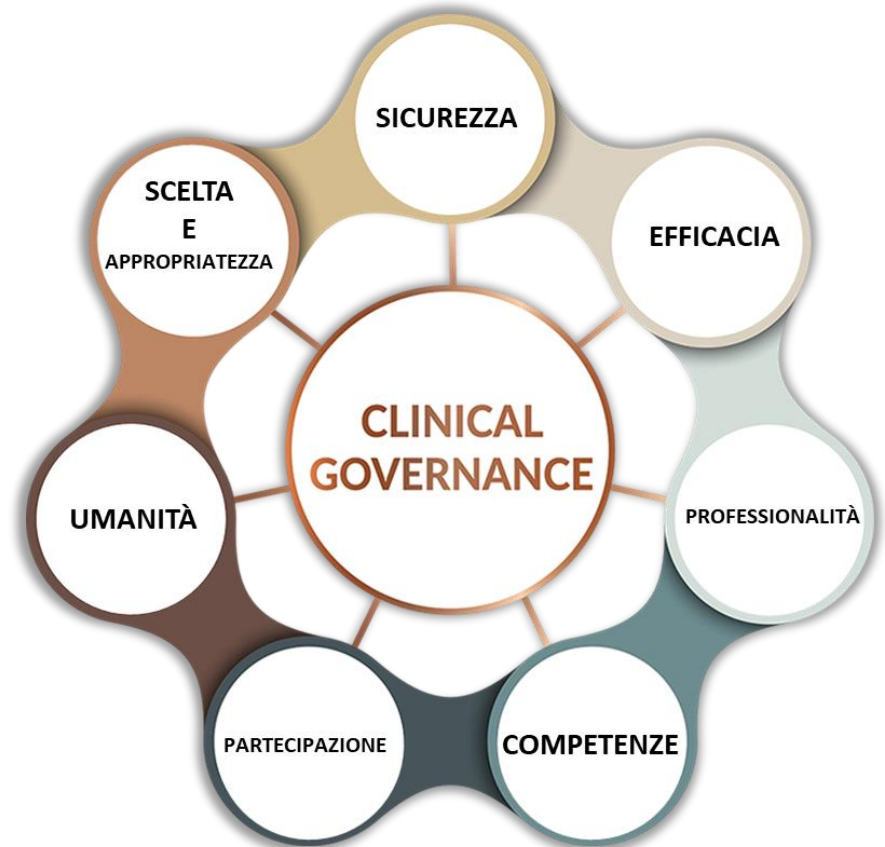 SICUREZZA
SCELTA
E
APPROPRIATEZZA
EFFICACIA
CLINICAL
GOVERNANCE
UMANITÀ
PROFESSIONALITÀ
PARTECIPAZIONE
COMPETENZE